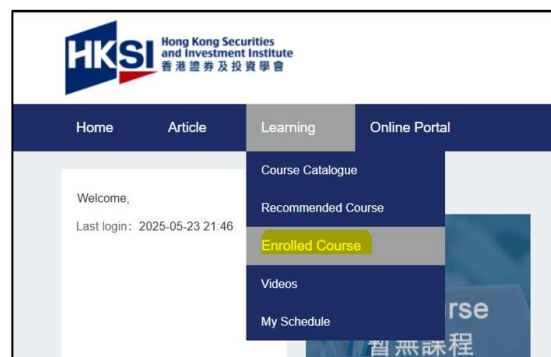 HKSI
Hong Kong Securities
and Investment Institute
香港證券及投資學會
Home Article Learning Online Portal
Course Catalogue
Recommended Course
Enrolled Course
Videos
My Schedule
Welcome,
Last login: 2025-05-23 21:46
暫無課程